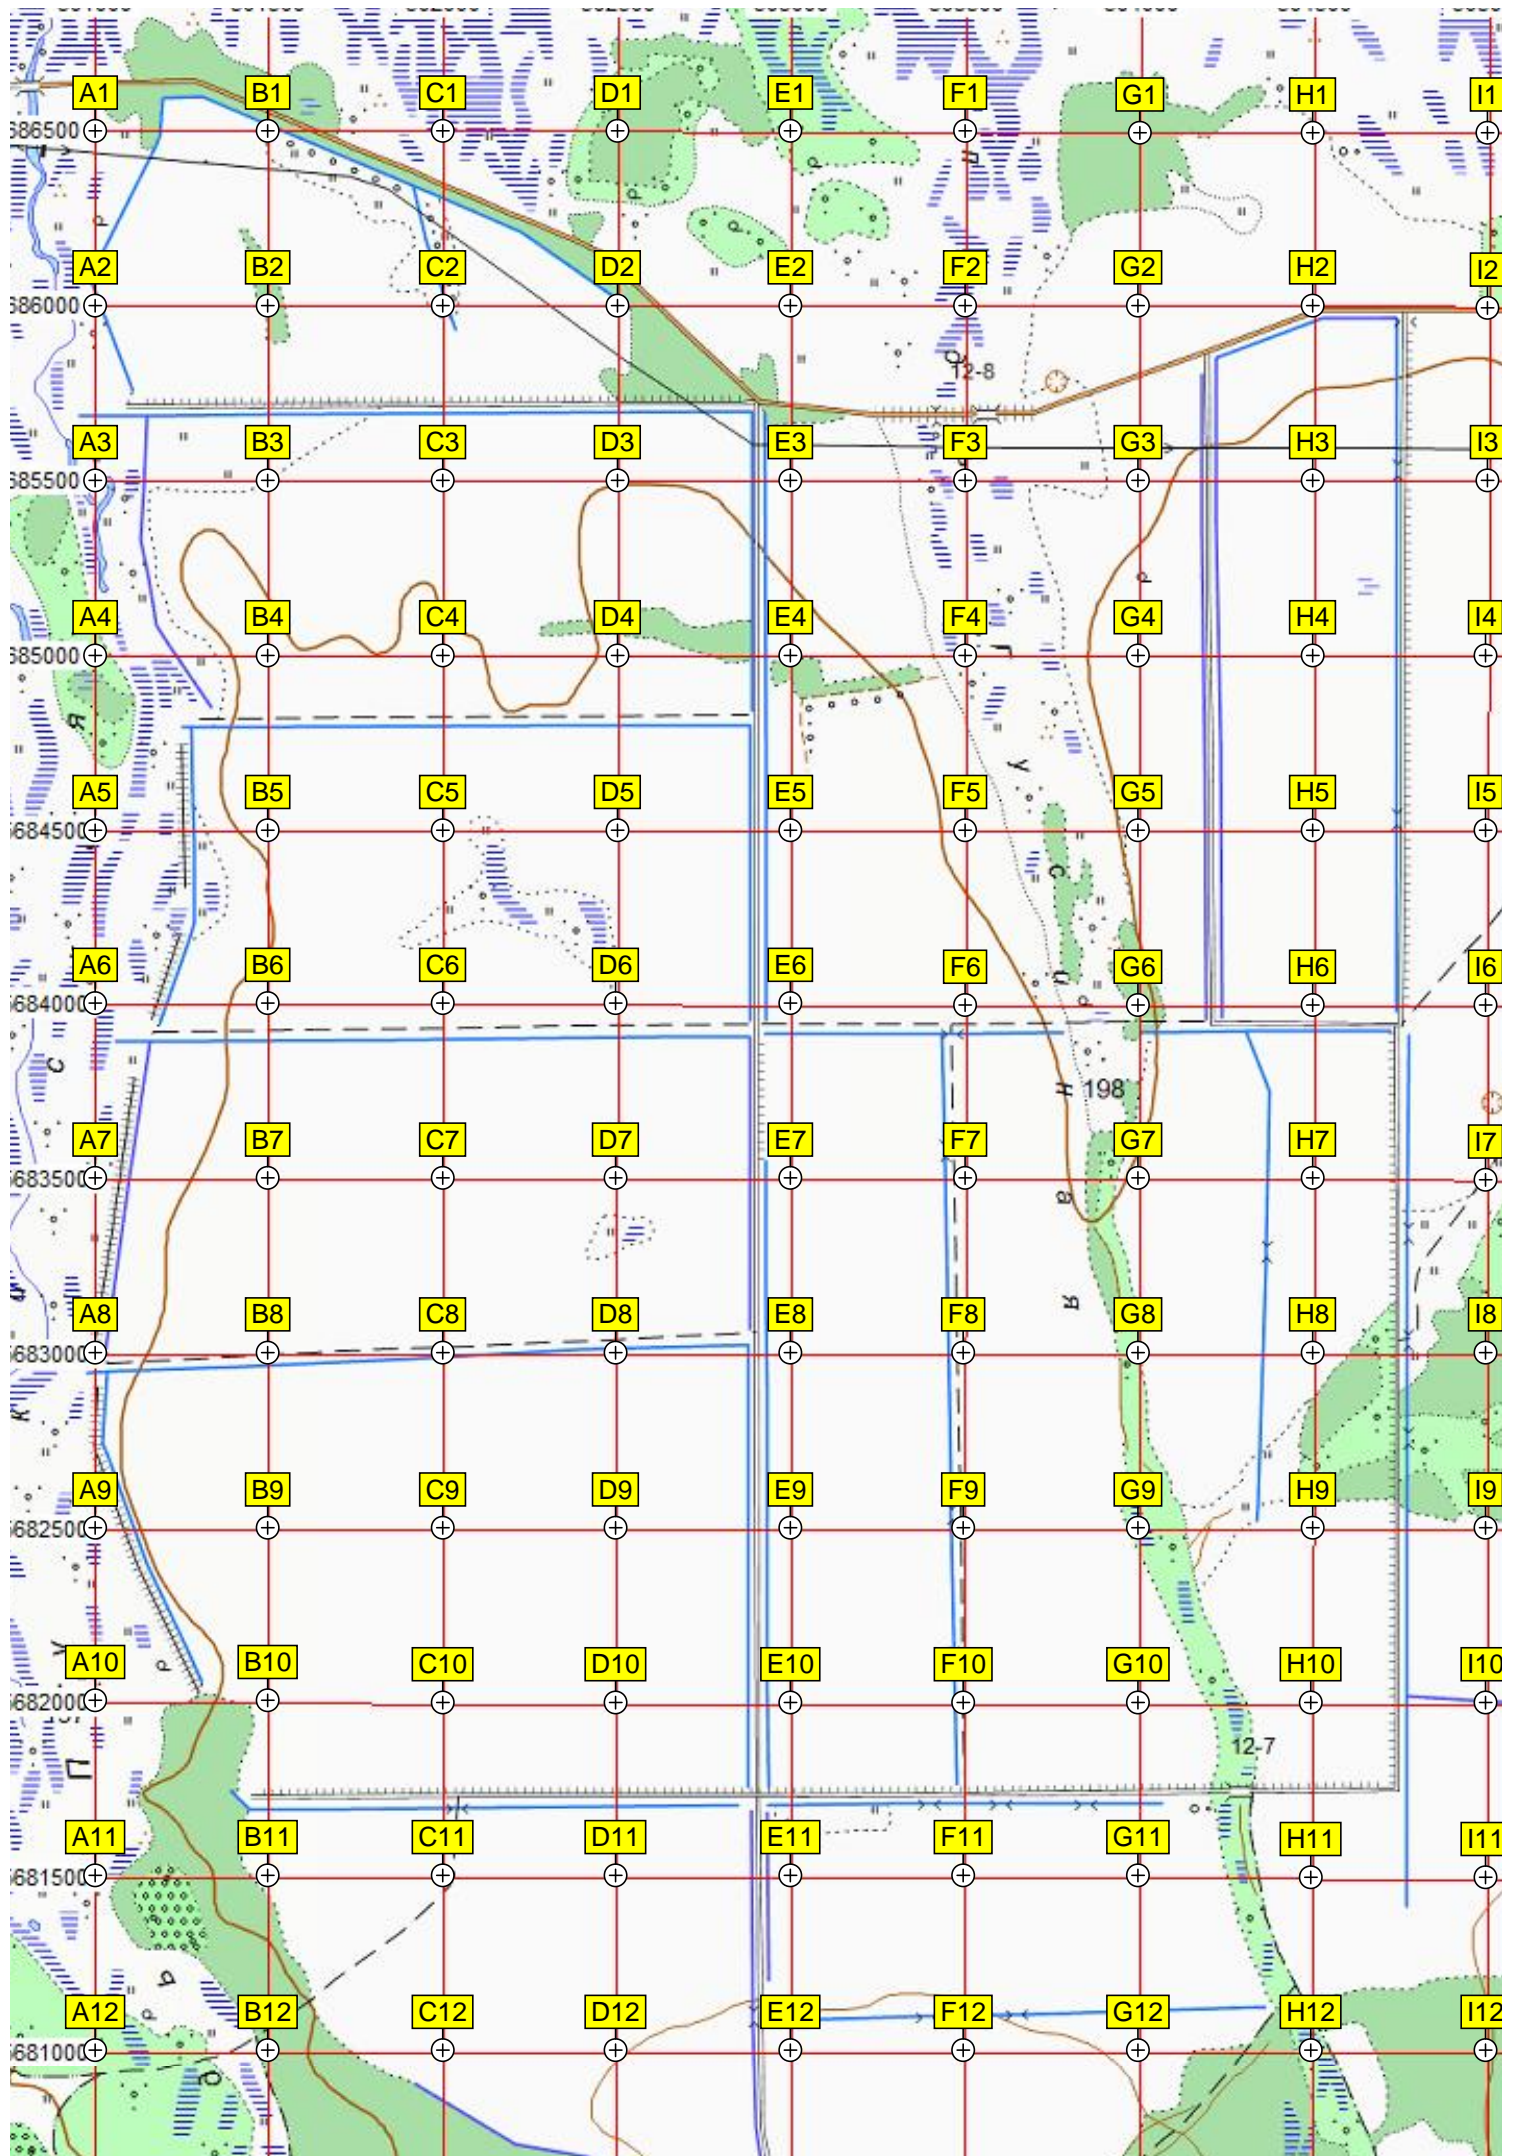 A1 B1 C1 D1 E1 F1 G1 H1 I1
686500
A2 B2 C2 D2 E2 F2 G2 H2 I2
686000
12-8
A3 B3 C3 D3 E3 F3 G3 H3 I3
685500
A4 B4 C4 D4 E4 F4 G4 H4 I4
685000
A5 B5 C5 D5 E5 F5 G5 H5 I5
684500
A6 B6 C6 D6 E6 F6 G6 H6 I6
684000
198
A7 B7 C7 D7 E7 F7 G7 H7 I7
683500
A8 B8 C8 D8 E8 F8 G8 H8 I8
683000
A9 B9 C9 D9 E9 F9 G9 H9 I9
682500
A10 B10 C10 D10 E10 F10 G10 H10 I10
682000
12-7
A11 B11 C11 D11 E11 F11 G11 H11 I11
681500
A12 B12 C12 D12 E12 F12 G12 H12 I12
681000